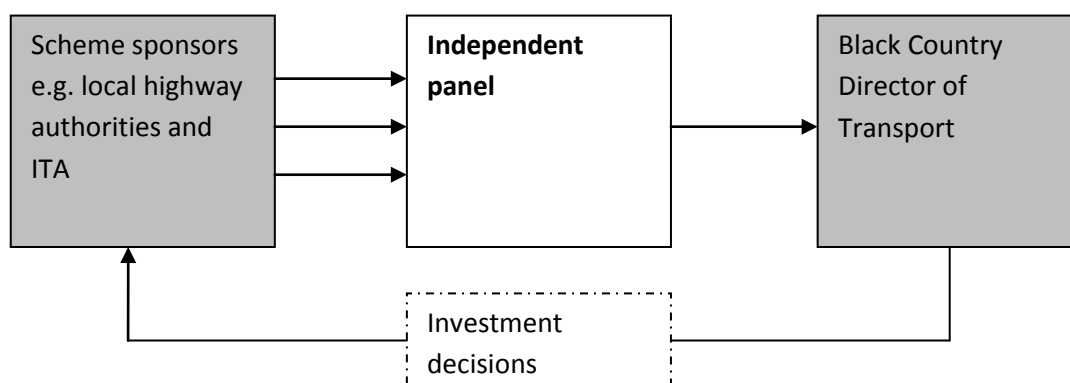 Scheme sponsors
e.g. local highway
authorities and
ITA
Independent
panel
Black Country
Director of
Transport
Investment
decisions